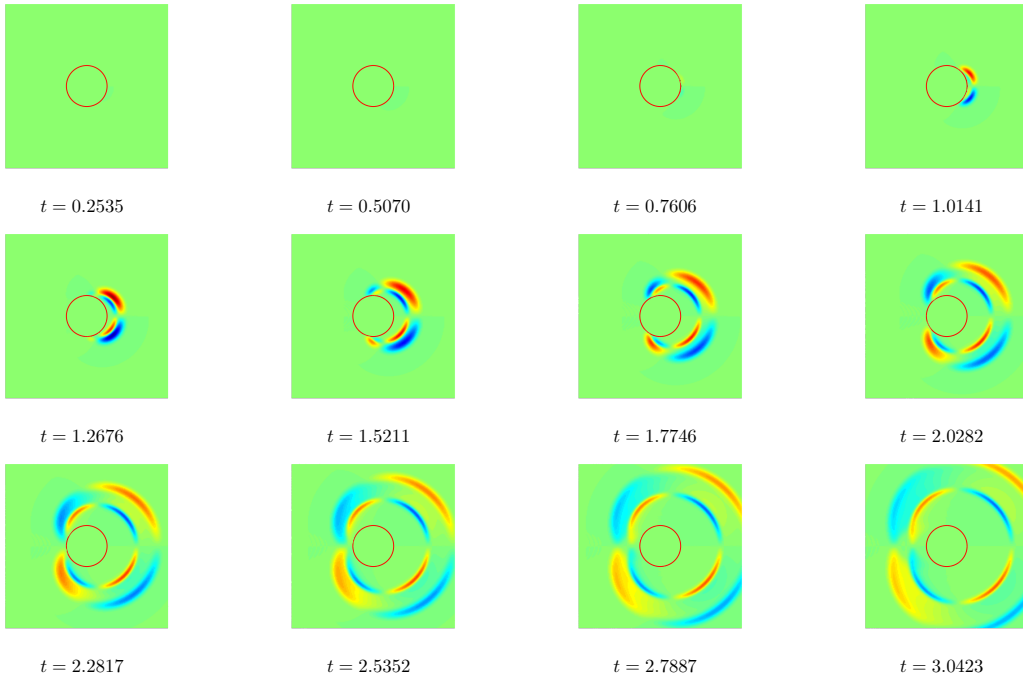 t = 0.2535
t = 0.5070
t = 0.7606
t = 1.0141
t = 1.2676
t = 1.5211
t = 1.7746
t = 2.0282
t = 2.2817
t = 2.5352
t = 2.7887
t = 3.0423